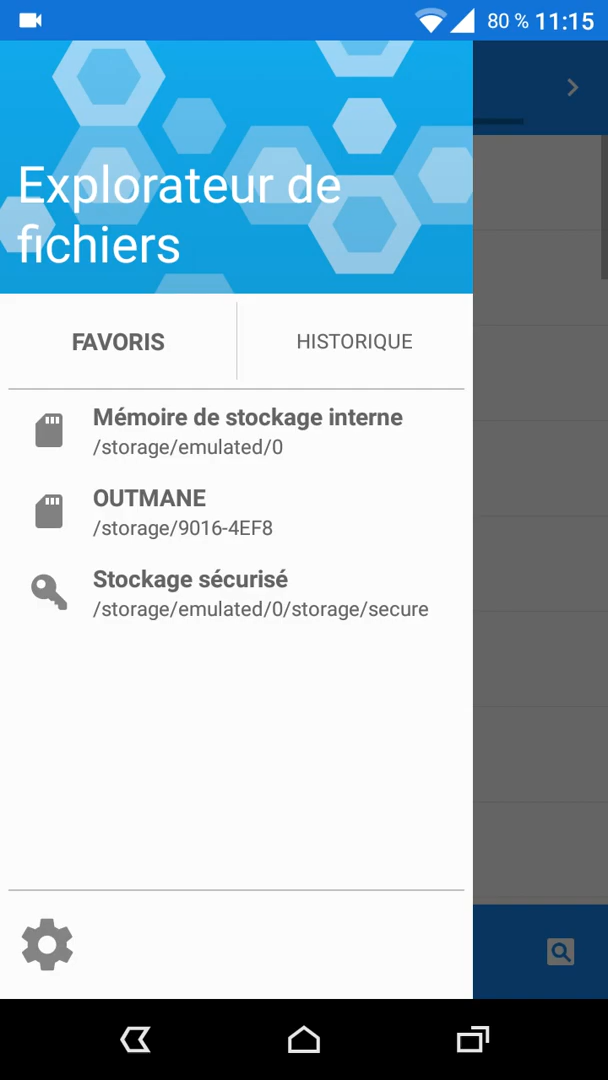 80 % 11:15
Explorateur de
fichiers
FAVORIS
HISTORIQUE
Mémoire de stockage interne
/storage/emulated/0
OUTMANE
/storage/9016-4EF8
Stockage sécurisé
/storage/emulated/0/storage/secure